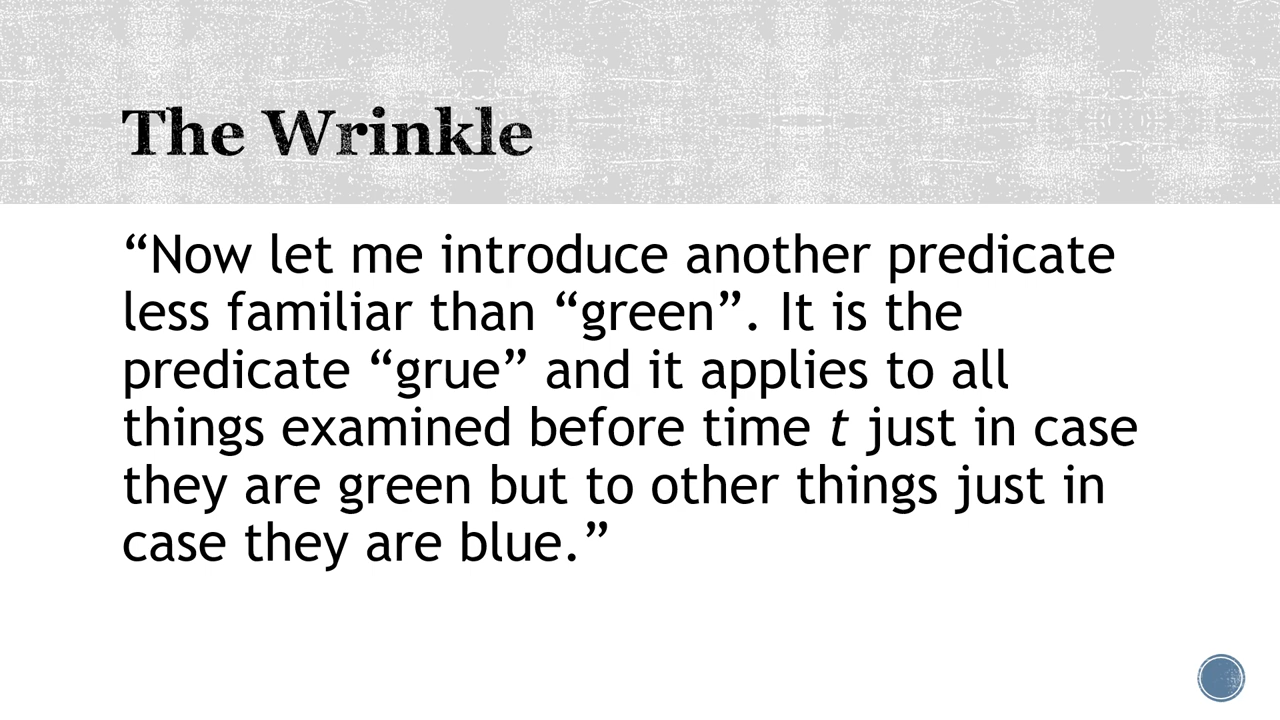 The Wrinkle
“Now let me introduce another predicate
less familiar than “green”. It is the
predicate “grue” and it applies to all
things examined before time t just in case
they are green but to other things just in
case they are blue.”